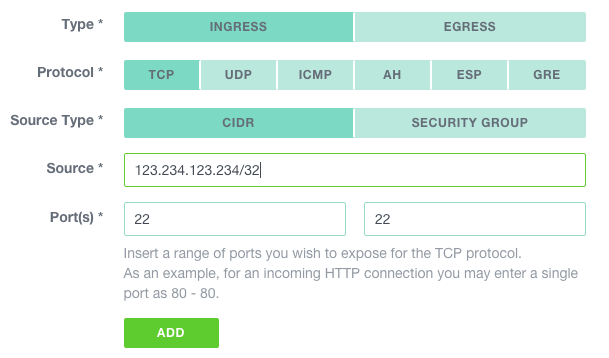 Type * INGRESS EGRESS
Protocol * TCP UDP ICMP AH ESP GRE
Source Type * CIDR SECURITY GROUP
Source * 123.234.123.234/32
Port(s) * 22 22
Insert a range of ports you wish to expose for the TCP protocol.
As an example, for an incoming HTTP connection you may enter a single
port as 80 - 80.
ADD